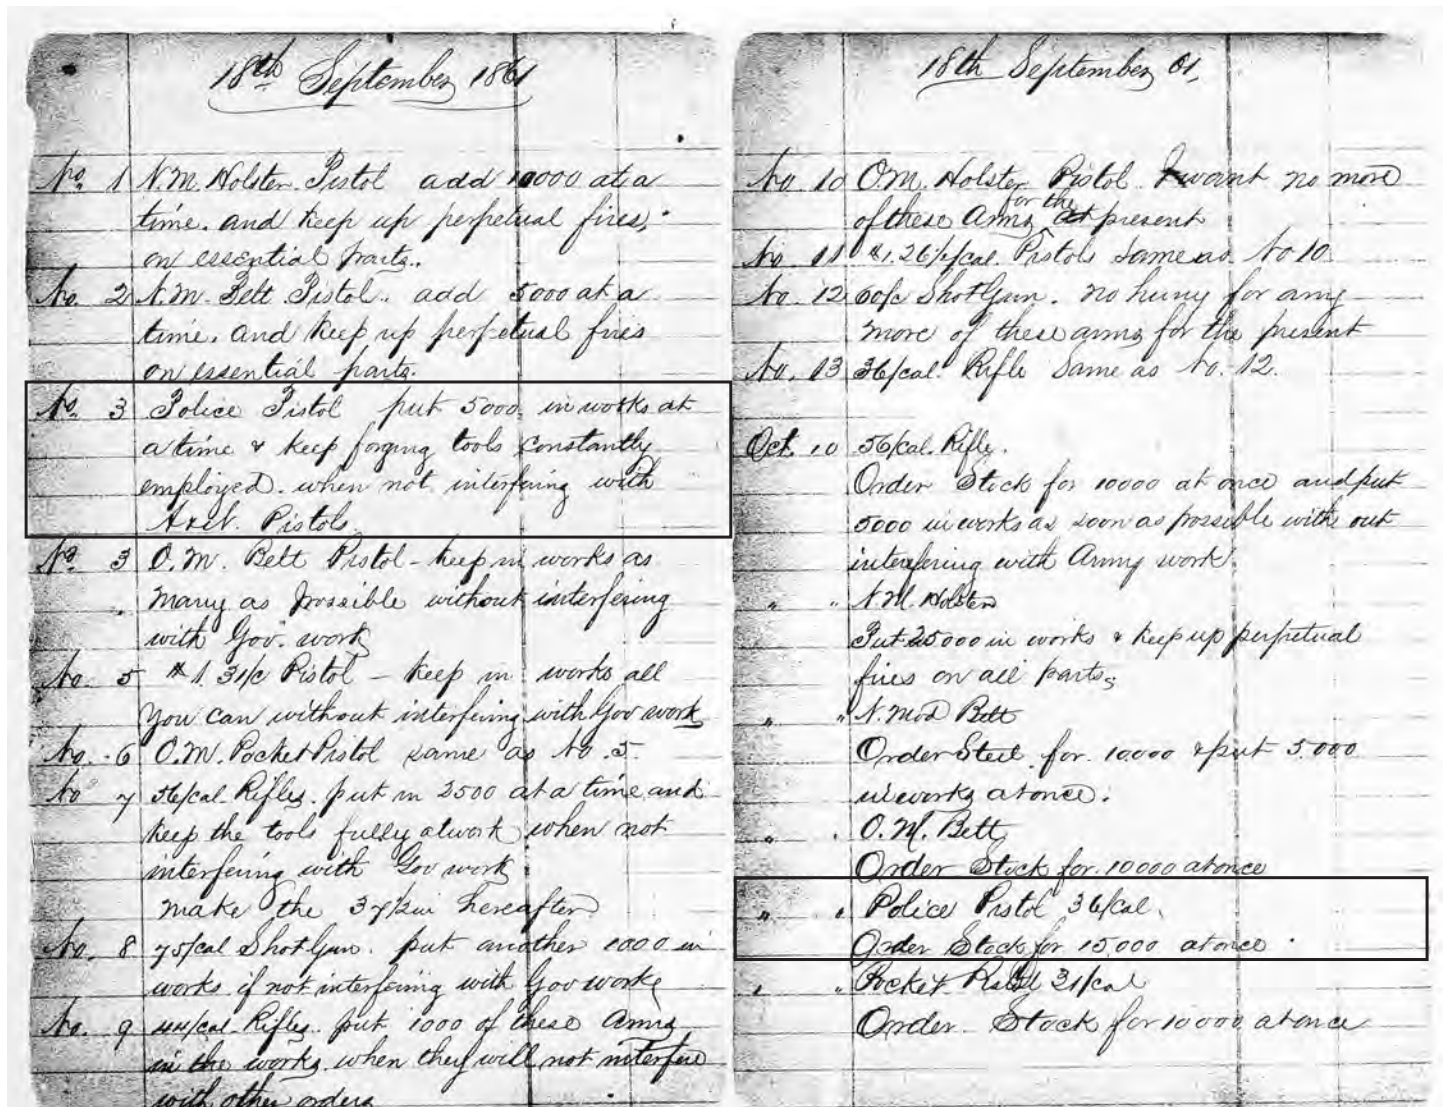 18th September 1861
No. 1 N.M. Holster Pistol add 10000 at a
time. and keep up perpetual fires,
on essential parts.
No. 2 N.M. Belt Pistol. add 5000 at a
time. and keep up perpetual fires
on essential parts.
No. 3 Police Pistol put 5000 in works at
a time & keep forging tools constantly
employed. when not interfering with
Pistols
No. 3 O.M. Belt Pistol - keep in works as
many as possible without interfering
with Gov. work
No. 5 #1. 31/c Pistol - keep in works all
you can without interfering with Gov work
No. 6 O.M. Pocket Pistol same as No. 5
No 7 56/cal. Rifles. put in 2500 at a time and
keep the tools fully at work when not
interfering with Gov work.
make the 37½ in hereafter
No. 8 75/cal Shot Gun. put another 1000 in
works if not interfering with Gov work
No. 9 44/cal Rifles. put 1000 of these Arms
in the works. when they will not interfere
with other orders
18th September 61,
No 10 O.M. Holster Pistol. I want no more
of these Arms for the present
No 11 #1. 26½/cal. Pistols same as No 10
No. 12 60/c Shot Gun. no hurry for any
more of these arms for the present
No. 13 36/cal. Rifle Same as No. 12.
Oct. 10 56/cal. Rifle.
Order Stock for 10000 at once and put
5000 in works as soon as possible with out
interfering with Army work.
" " N.M. Holster
Put 25000 in works & keep up perpetual
fires on all parts.
" " N. Mod Belt
Order Steel for 10000 & put 5.000
in works at once.
" " O.M. Belt
Order Stock for 10000 at once
" " Police Pistol 36/cal.
Order Stock for 15,000 at once.
" " Pocket Pistol 31/cal
Order Stock for 10000 at once